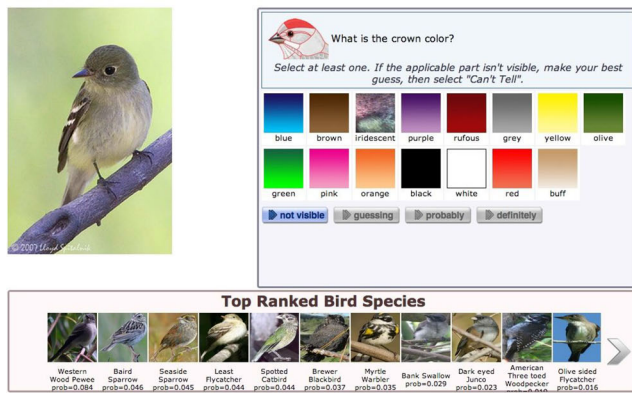 What is the crown color?
Select at least one. If the applicable part isn't visible, make your best
guess, then select "Can't Tell".
blue brown iridescent purple rufous grey yellow olive
green pink orange black white red buff
not visible guessing probably definitely
© 2007 Lloyd Spitalnik
Top Ranked Bird Species
Western Wood Pewee prob=0.084
Baird Sparrow prob=0.046
Seaside Sparrow prob=0.045
Least Flycatcher prob=0.044
Spotted Catbird prob=0.044
Brewer Blackbird prob=0.037
Myrtle Warbler prob=0.035
Bank Swallow prob=0.029
Dark eyed Junco prob=0.023
American Three toed Woodpecker
Olive sided Flycatcher prob=0.016